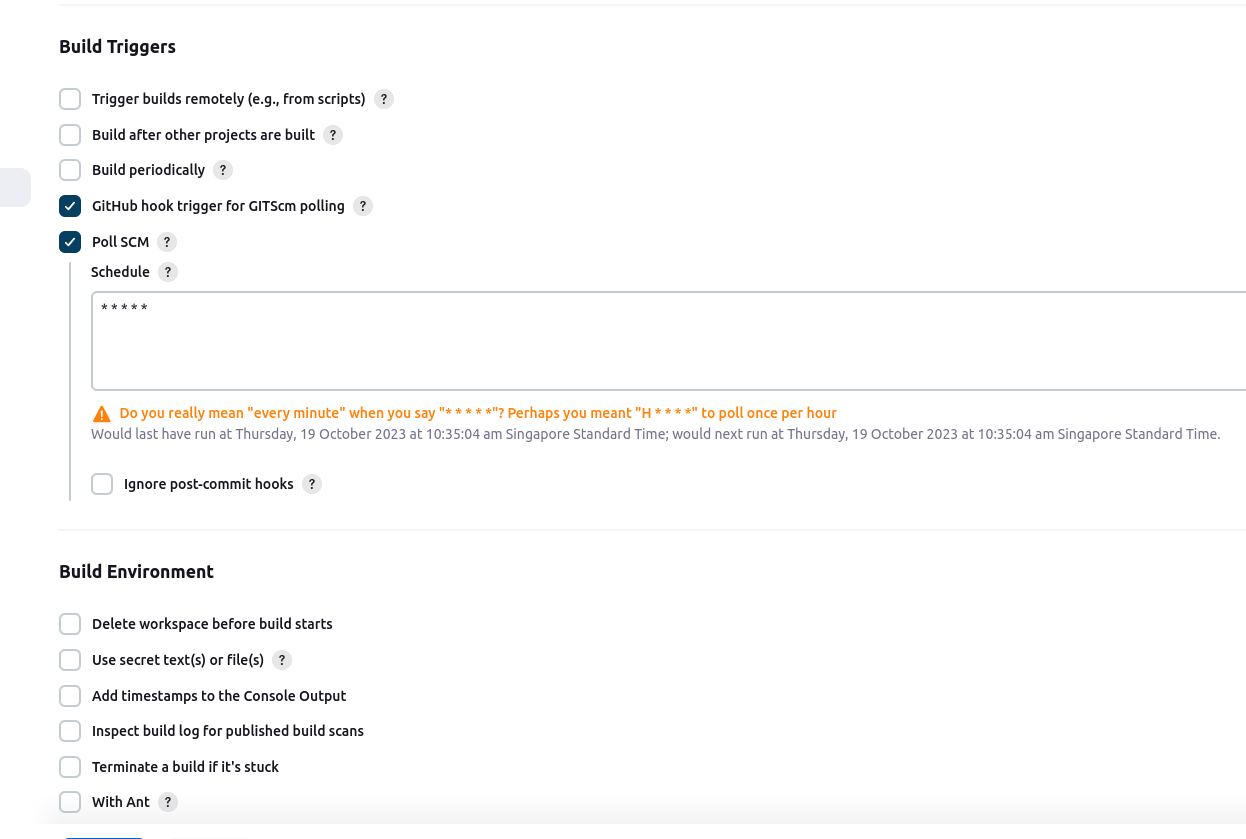 Build Triggers
Trigger builds remotely (e.g., from scripts) ?
Build after other projects are built ?
Build periodically ?
GitHub hook trigger for GITScm polling ?
Poll SCM ?
Schedule ?
* * * * *
Do you really mean "every minute" when you say "* * * * *"? Perhaps you meant "H * * * *" to poll once per hour
Would last have run at Thursday, 19 October 2023 at 10:35:04 am Singapore Standard Time; would next run at Thursday, 19 October 2023 at 10:35:04 am Singapore Standard Time.
Ignore post-commit hooks ?
Build Environment
Delete workspace before build starts
Use secret text(s) or file(s) ?
Add timestamps to the Console Output
Inspect build log for published build scans
Terminate a build if it's stuck
With Ant ?